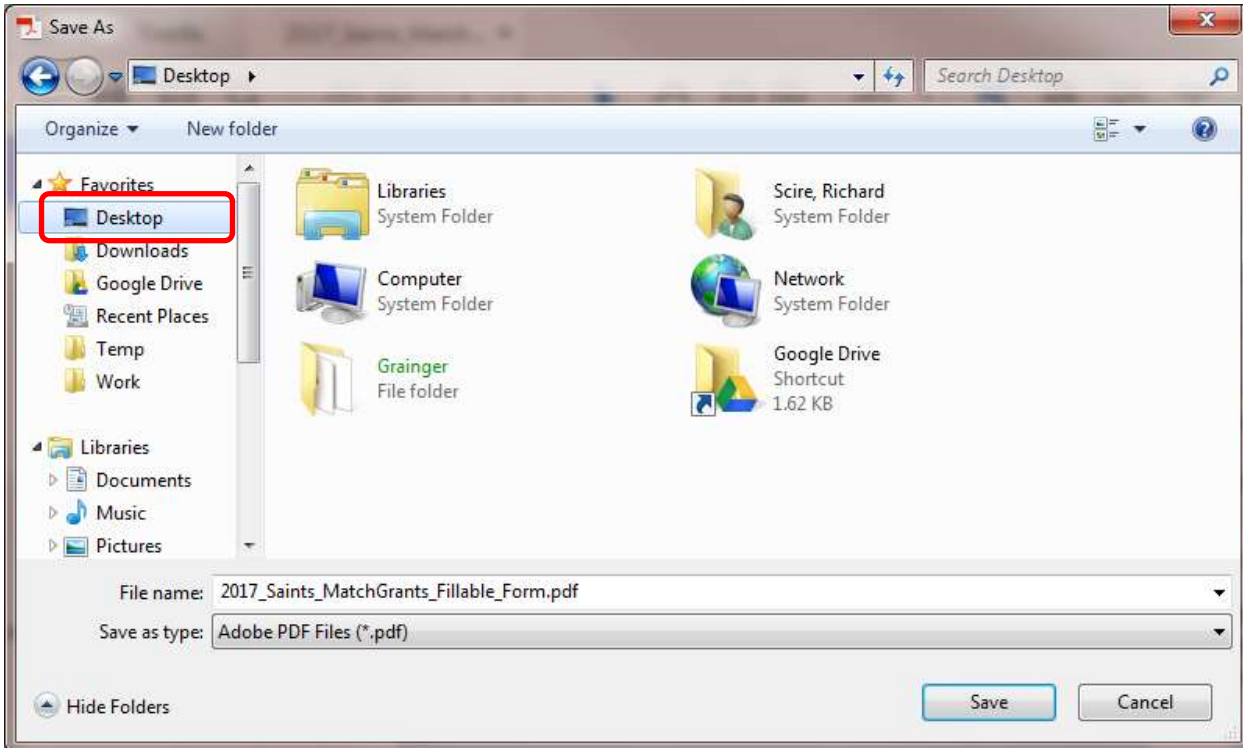 Save As
Desktop
Search Desktop
Organize
New folder
Favorites
Desktop
Downloads
Google Drive
Recent Places
Temp
Work
Libraries
Documents
Music
Pictures
Libraries
System Folder
Scire, Richard
System Folder
Computer
System Folder
Network
System Folder
Grainger
File folder
Google Drive
Shortcut
1.62 KB
File name: 2017_Saints_MatchGrants_Fillable_Form.pdf
Save as type: Adobe PDF Files (*.pdf)
Hide Folders
Save
Cancel